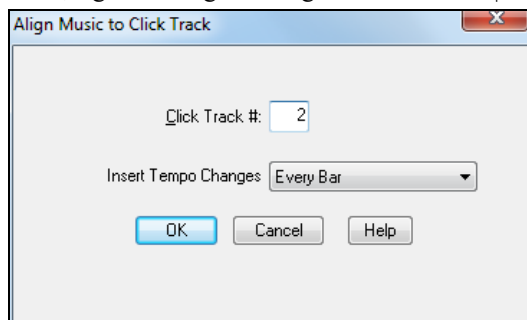 Align Music to Click Track
X
Click Track #: 2
Insert Tempo Changes Every Bar
OK Cancel Help